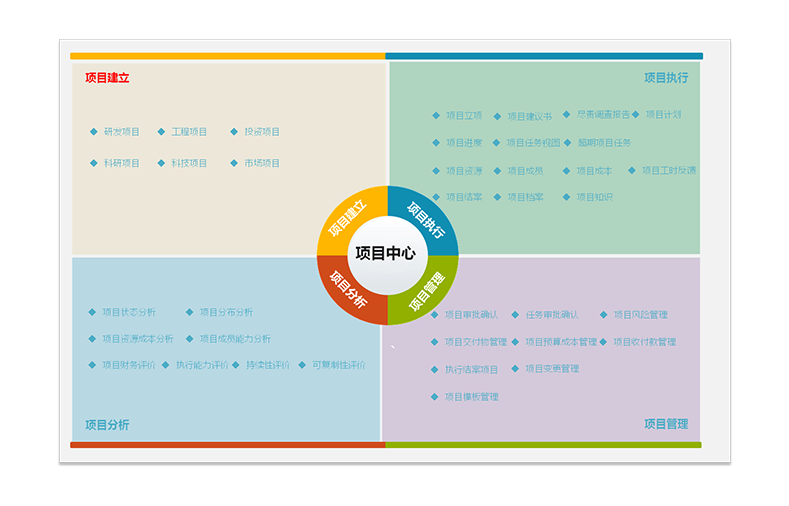 项目建立
研发项目 工程项目 投资项目
科研项目 科技项目 市场项目
项目执行
项目立项 项目建议书 尽责调查报告 项目计划
项目进度 项目任务视图 超期项目任务
项目资源 项目成员 项目成本 项目工时反馈
项目结案 项目档案 项目知识
项目建立
项目执行
项目中心
项目分析
项目管理
项目状态分析 项目分布分析
项目资源成本分析 项目成员能力分析
项目财务评价 执行能力评价 持续性评价 可复制性评价
项目分析
项目审批确认 任务审批确认 项目风险管理
项目交付物管理 项目预算成本管理 项目收付款管理
执行结案项目 项目变更管理
项目模板管理
项目管理